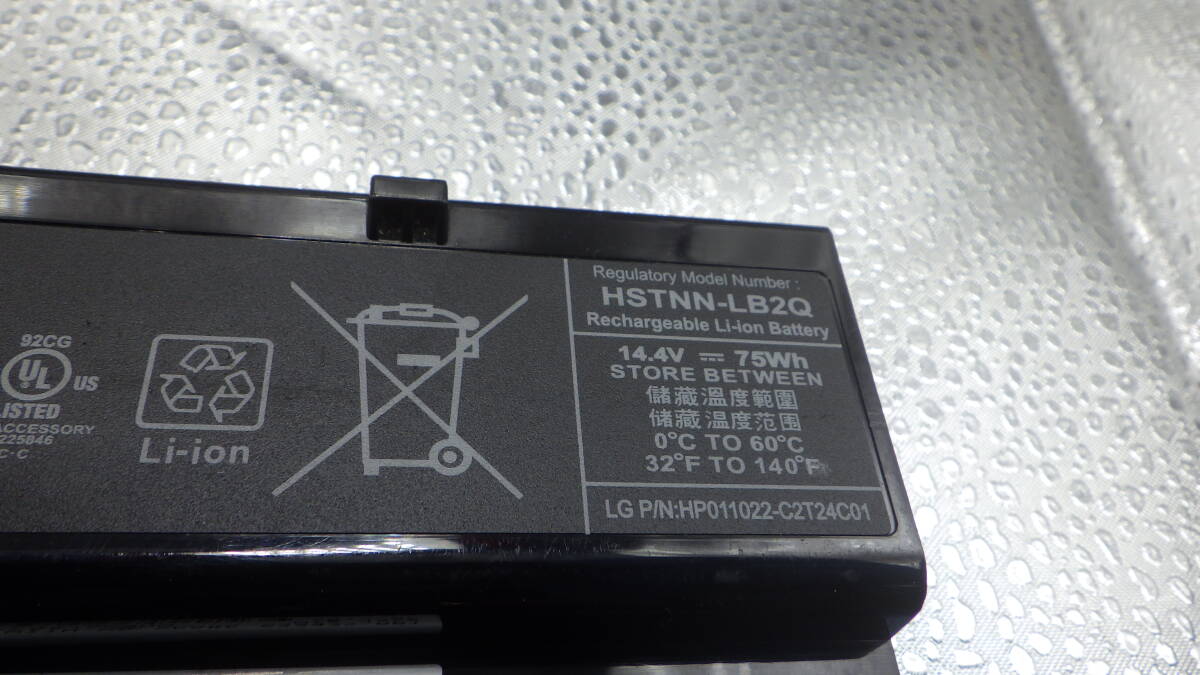 92CG
UL US
LISTED
ACCESSORY
225846
C·C
Li-ion
Regulatory Model Number :
HSTNN-LB2Q
Rechargeable Li-ion Battery
14.4V ⎓ 75Wh
STORE BETWEEN
儲藏溫度範圍
储藏温度范围
0°C TO 60°C
32°F TO 140°F
LG P/N:HP011022-C2T24C01